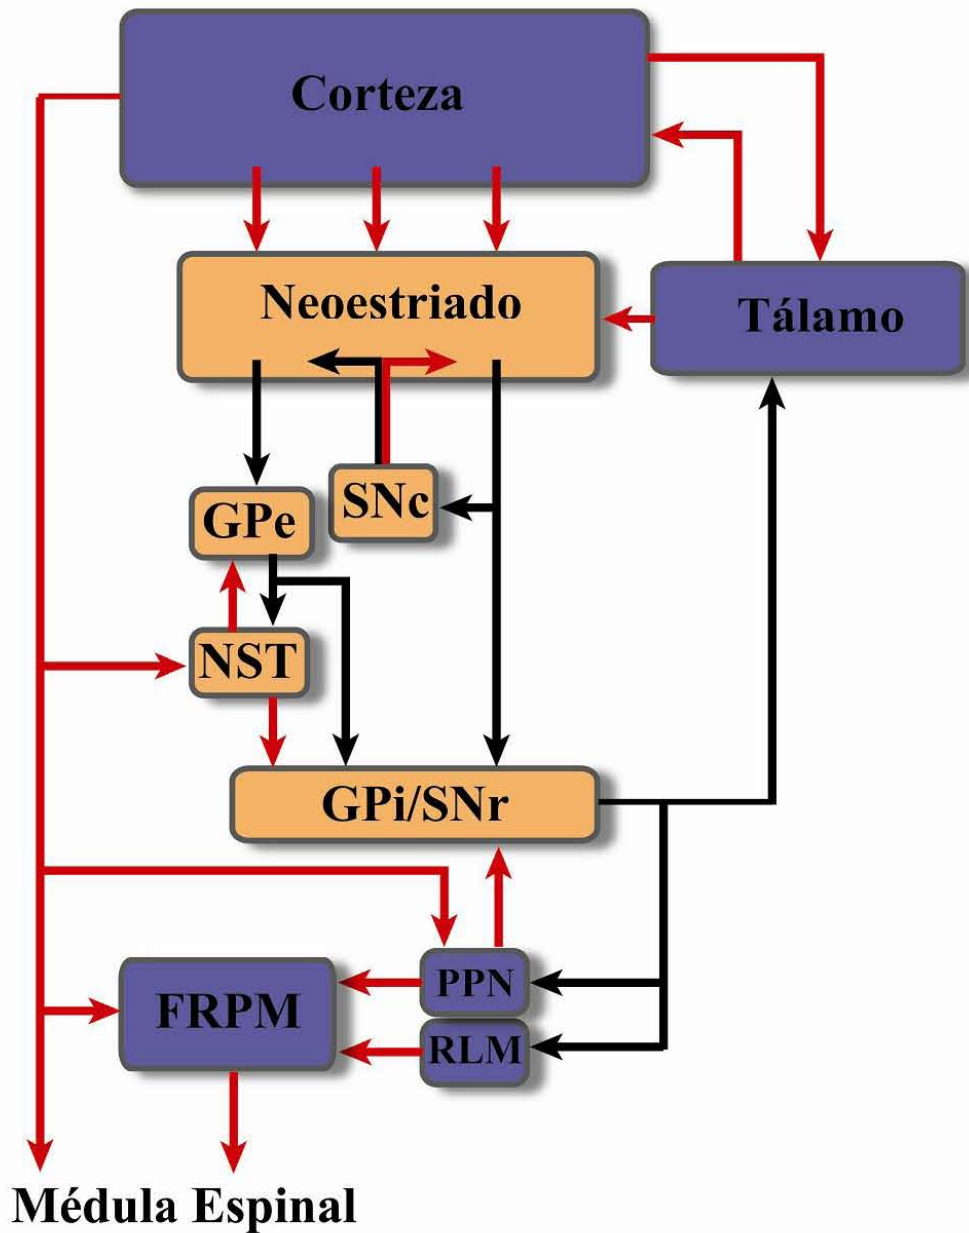 Corteza
Neoestriado
Tálamo
SNc
GPe
NST
GPi/SNr
PPN
FRPM
RLM
Médula Espinal